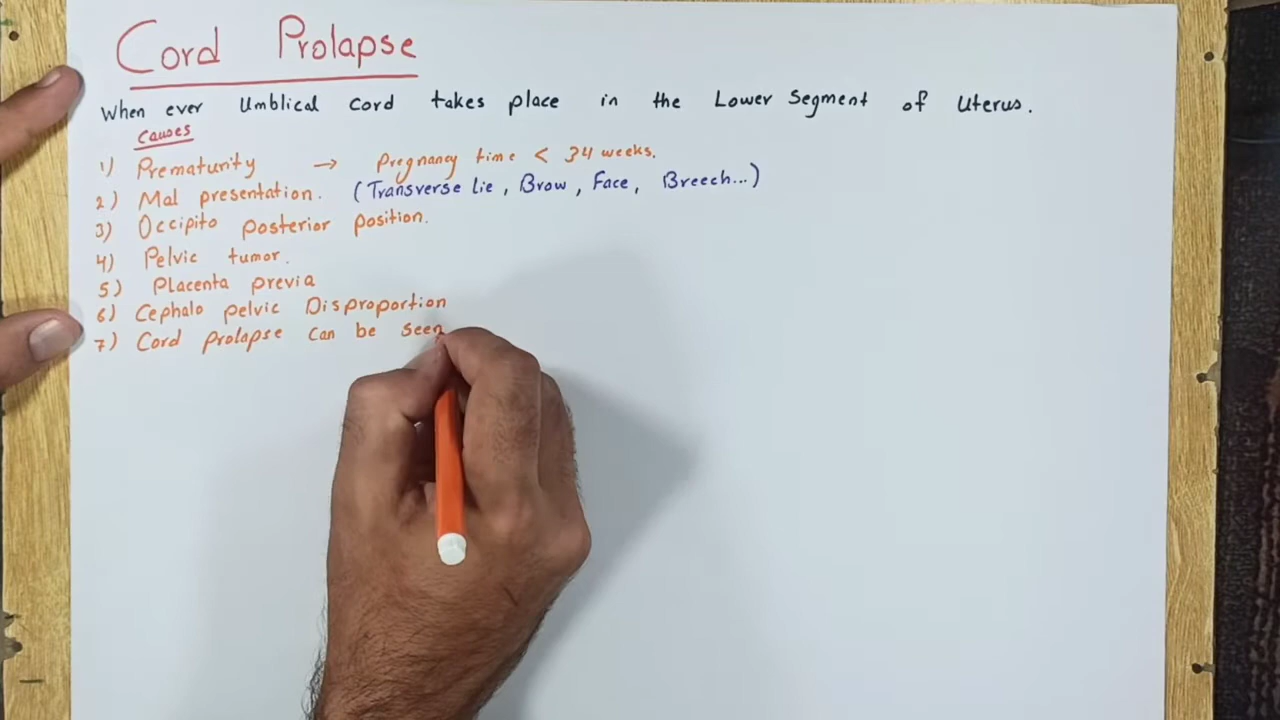 Cord Prolapse
When ever Umblical cord takes place in the Lower Segment of Uterus.
Causes
1) Prematurity → Pregnancy time < 34 weeks.
2) Mal presentation. (Transverse lie, Brow, Face, Breech...)
3) Occipito posterior position.
4) Pelvic tumor.
5) Placenta previa
6) Cephalo pelvic Disproportion
7) Cord prolapse can be seen